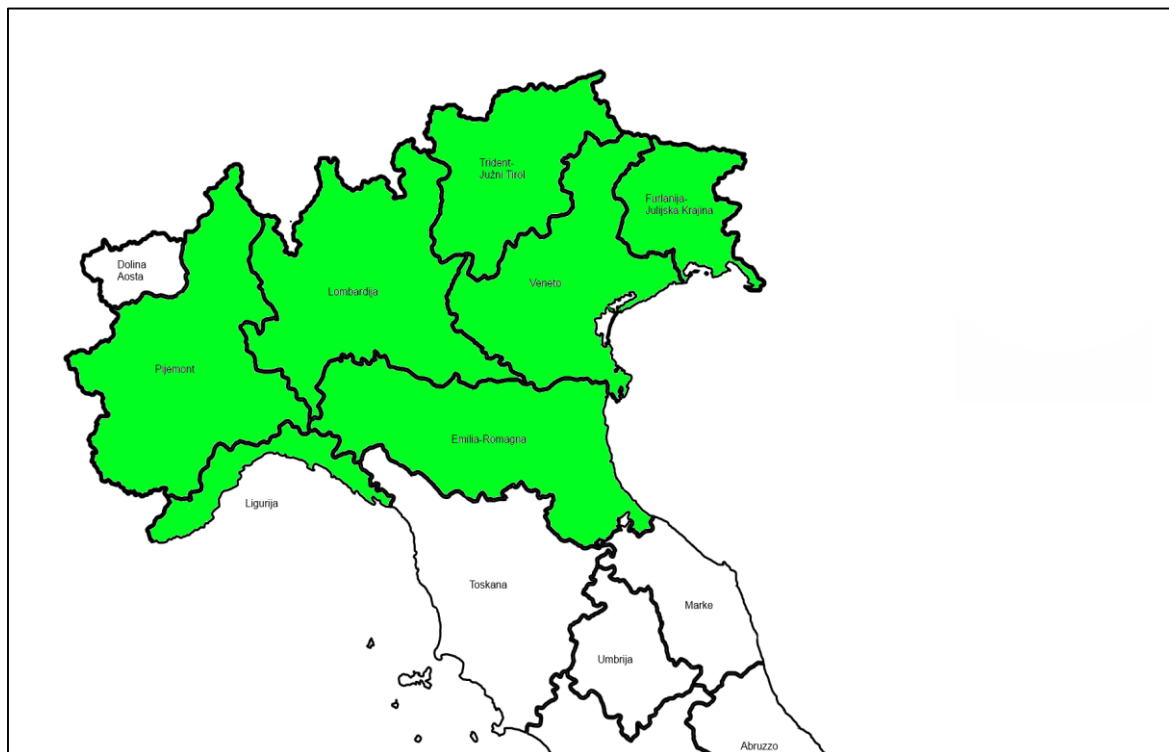 Trident-
Južni Tirol
Furlanija-
Julijska Krajina
Dolina
Aosta
Veneto
Lombardija
Pijemont
Emilia-Romagna
Ligurija
Toskana
Marke
Umbrija
Abruzzo